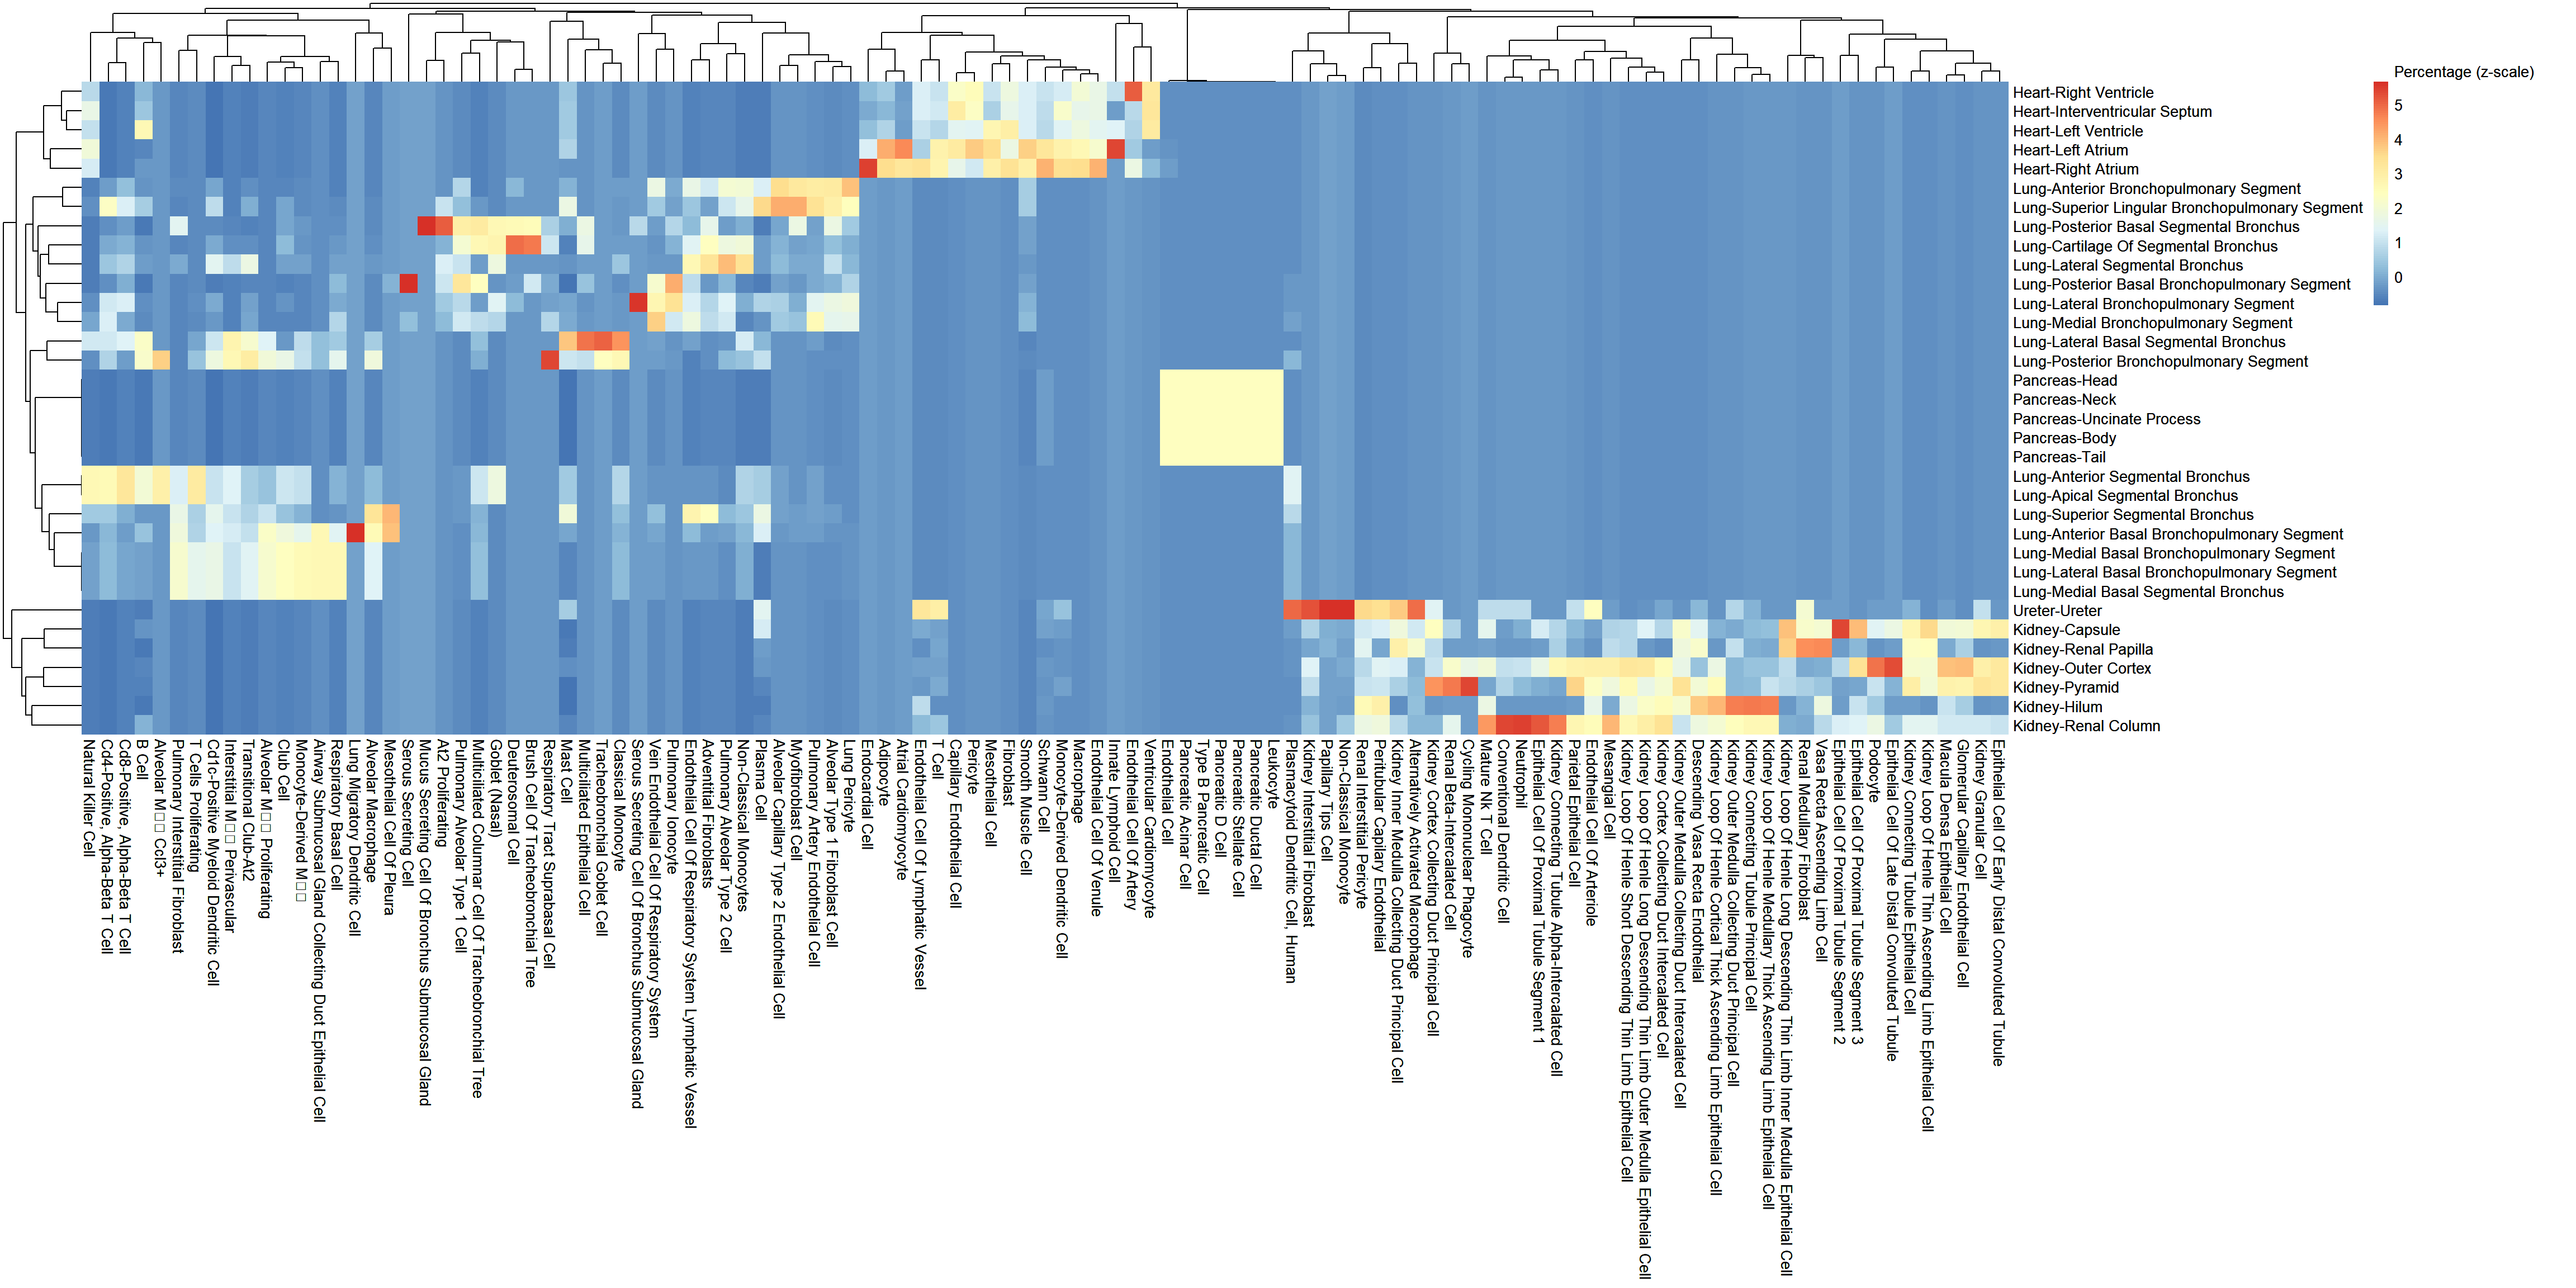 Percentage (z-scale)
5
4
3
2
1
0
Heart-Right Ventricle
Heart-Interventricular Septum
Heart-Left Ventricle
Heart-Left Atrium
Heart-Right Atrium
Lung-Anterior Bronchopulmonary Segment
Lung-Superior Lingular Bronchopulmonary Segment
Lung-Posterior Basal Segmental Bronchus
Lung-Cartilage Of Segmental Bronchus
Lung-Lateral Segmental Bronchus
Lung-Posterior Basal Bronchopulmonary Segment
Lung-Lateral Bronchopulmonary Segment
Lung-Medial Bronchopulmonary Segment
Lung-Lateral Basal Segmental Bronchus
Lung-Posterior Bronchopulmonary Segment
Pancreas-Head
Pancreas-Neck
Pancreas-Uncinate Process
Pancreas-Body
Pancreas-Tail
Lung-Anterior Segmental Bronchus
Lung-Apical Segmental Bronchus
Lung-Superior Segmental Bronchus
Lung-Anterior Basal Bronchopulmonary Segment
Lung-Medial Basal Bronchopulmonary Segment
Lung-Lateral Basal Bronchopulmonary Segment
Lung-Medial Basal Segmental Bronchus
Ureter-Ureter
Kidney-Capsule
Kidney-Renal Papilla
Kidney-Outer Cortex
Kidney-Pyramid
Kidney-Hilum
Kidney-Renal Column
Natural Killer Cell
Cd4-Positive, Alpha-Beta T Cell
Cd8-Positive, Alpha-Beta T Cell
B Cell
Alveolar M□□ Ccl3+
Pulmonary Interstitial Fibroblast
T Cells Proliferating
Cd1c-Positive Myeloid Dendritic Cell
Interstitial M□□ Perivascular
Transitional Club-At2
Alveolar M□□ Proliferating
Club Cell
Monocyte-Derived M□□
Airway Submucosal Gland Collecting Duct Epithelial Cell
Respiratory Basal Cell
Lung Migratory Dendritic Cell
Alveolar Macrophage
Mesothelial Cell Of Pleura
Serous Secreting Cell
Mucus Secreting Cell Of Bronchus Submucosal Gland
At2 Proliferating
Pulmonary Alveolar Type 1 Cell
Multiciliated Columnar Cell Of Tracheobronchial Tree
Goblet (Nasal)
Deuterosomal Cell
Brush Cell Of Tracheobronchial Tree
Respiratory Tract Suprabasal Cell
Mast Cell
Multiciliated Epithelial Cell
Tracheobronchial Goblet Cell
Classical Monocyte
Serous Secreting Cell Of Bronchus Submucosal Gland
Vein Endothelial Cell Of Respiratory System
Pulmonary Ionocyte
Endothelial Cell Of Respiratory System Lymphatic Vessel
Adventitial Fibroblasts
Pulmonary Alveolar Type 2 Cell
Non-Classical Monocytes
Plasma Cell
Alveolar Capillary Type 2 Endothelial Cell
Myofibroblast Cell
Pulmonary Artery Endothelial Cell
Alveolar Type 1 Fibroblast Cell
Lung Pericyte
Endocardial Cell
Adipocyte
Atrial Cardiomyocyte
Endothelial Cell Of Lymphatic Vessel
T Cell
Capillary Endothelial Cell
Pericyte
Mesothelial Cell
Fibroblast
Smooth Muscle Cell
Schwann Cell
Monocyte-Derived Dendritic Cell
Macrophage
Endothelial Cell Of Venule
Innate Lymphoid Cell
Endothelial Cell Of Artery
Ventricular Cardiomyocyte
Endothelial Cell
Pancreatic Acinar Cell
Type B Pancreatic Cell
Pancreatic D Cell
Pancreatic Stellate Cell
Pancreatic Ductal Cell
Leukocyte
Plasmacytoid Dendritic Cell, Human
Kidney Interstitial Fibroblast
Papillary Tips Cell
Non-Classical Monocyte
Renal Interstitial Pericyte
Peritubular Capilary Endothelial
Kidney Inner Medulla Collecting Duct Principal Cell
Alternatively Activated Macrophage
Kidney Cortex Collecting Duct Principal Cell
Renal Beta-Intercalated Cell
Cycling Mononuclear Phagocyte
Mature Nk T Cell
Conventional Dendritic Cell
Neutrophil
Epithelial Cell Of Proximal Tubule Segment 1
Kidney Connecting Tubule Alpha-Intercalated Cell
Parietal Epithelial Cell
Endothelial Cell Of Arteriole
Mesangial Cell
Kidney Loop Of Henle Short Descending Thin Limb Epithelial Cell
Kidney Loop Of Henle Long Descending Thin Limb Outer Medulla Epithelial Cell
Kidney Cortex Collecting Duct Intercalated Cell
Kidney Outer Medulla Collecting Duct Intercalated Cell
Descending Vasa Recta Endothelial
Kidney Loop Of Henle Cortical Thick Ascending Limb Epithelial Cell
Kidney Outer Medulla Collecting Duct Principal Cell
Kidney Connecting Tubule Principal Cell
Kidney Loop Of Henle Medullary Thick Ascending Limb Epithelial Cell
Kidney Loop Of Henle Long Descending Thin Limb Inner Medulla Epithelial Cell
Renal Medullary Fibroblast
Vasa Recta Ascending Limb Cell
Epithelial Cell Of Proximal Tubule Segment 2
Epithelial Cell Of Proximal Tubule Segment 3
Podocyte
Epithelial Cell Of Late Distal Convoluted Tubule
Kidney Connecting Tubule Epithelial Cell
Kidney Loop Of Henle Thin Ascending Limb Epithelial Cell
Macula Densa Epithelial Cell
Glomerular Capillary Endothelial Cell
Kidney Granular Cell
Epithelial Cell Of Early Distal Convoluted Tubule